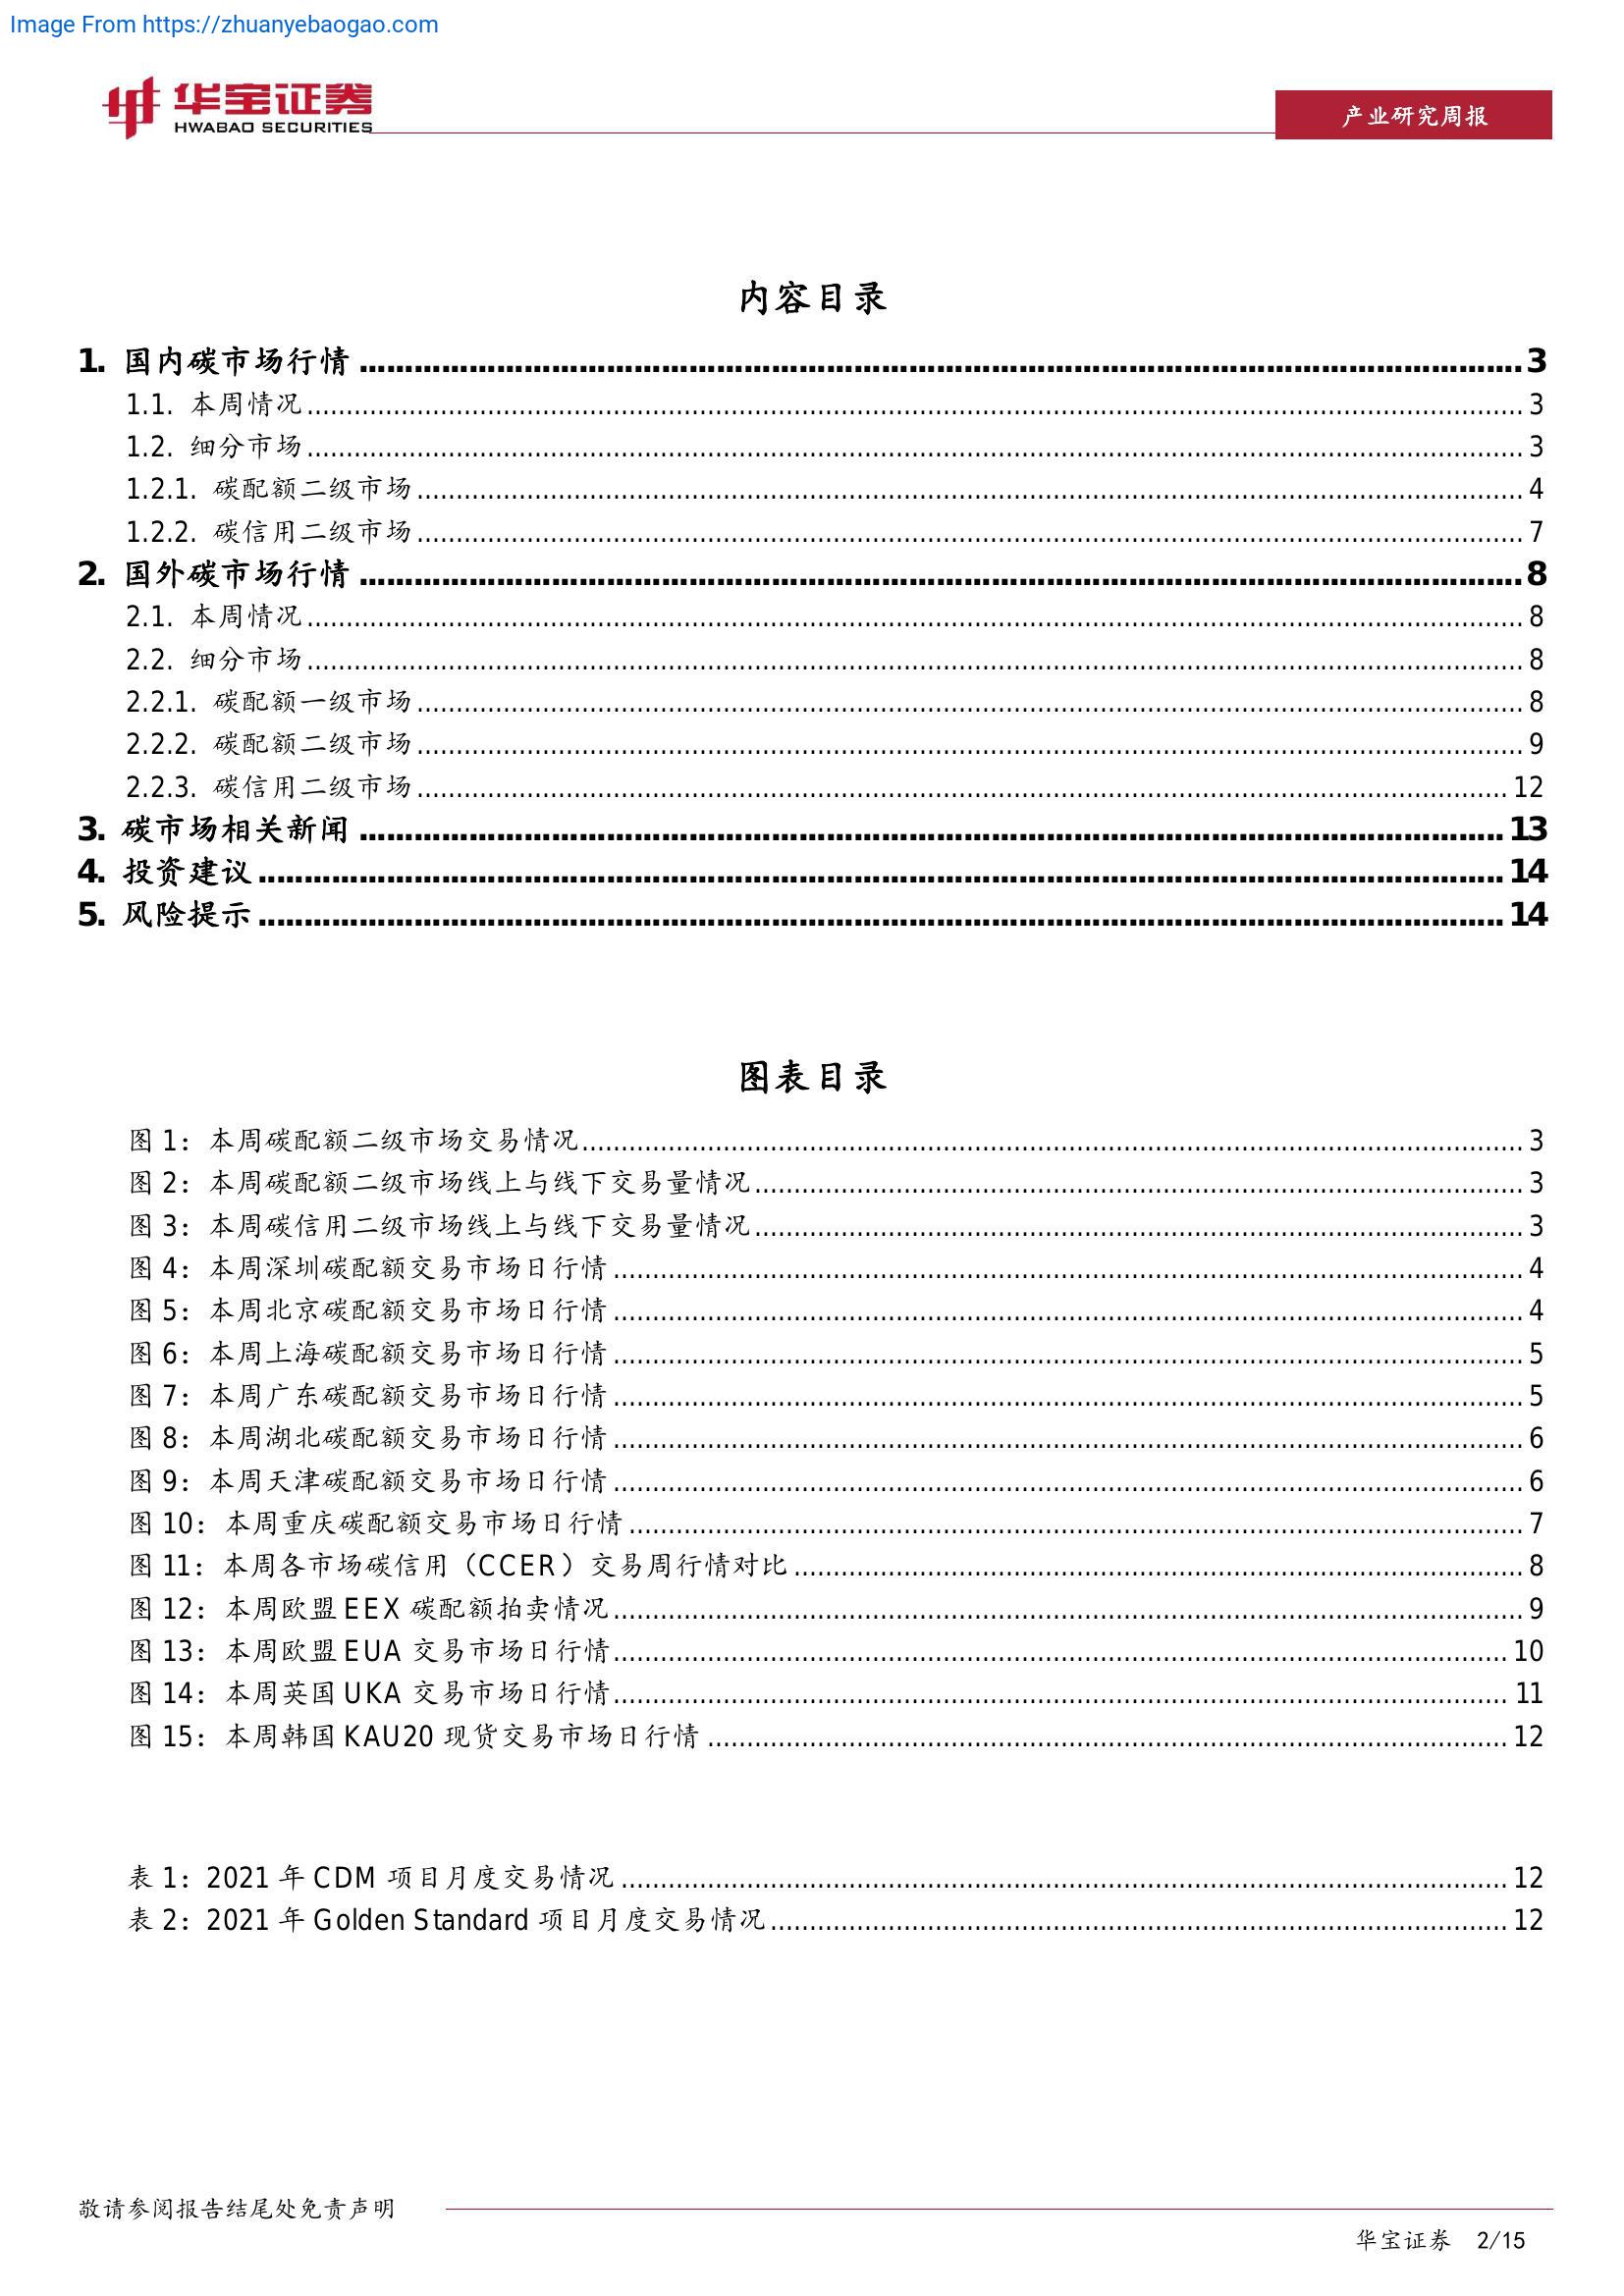 Image From https://zhuanyebaogao.com
华宝证券
HWABAO SECURITIES
产业研究周报
内容目录
1. 国内碳市场行情 3
1.1. 本周情况 3
1.2. 细分市场 3
1.2.1. 碳配额二级市场 4
1.2.2. 碳信用二级市场 7
2. 国外碳市场行情 8
2.1. 本周情况 8
2.2. 细分市场 8
2.2.1. 碳配额一级市场 8
2.2.2. 碳配额二级市场 9
2.2.3. 碳信用二级市场 12
3. 碳市场相关新闻 13
4. 投资建议 14
5. 风险提示 14
图表目录
图 1：本周碳配额二级市场交易情况 3
图 2：本周碳配额二级市场线上与线下交易量情况 3
图 3：本周碳信用二级市场线上与线下交易量情况 3
图 4：本周深圳碳配额交易市场日行情 4
图 5：本周北京碳配额交易市场日行情 4
图 6：本周上海碳配额交易市场日行情 5
图 7：本周广东碳配额交易市场日行情 5
图 8：本周湖北碳配额交易市场日行情 6
图 9：本周天津碳配额交易市场日行情 6
图 10：本周重庆碳配额交易市场日行情 7
图 11：本周各市场碳信用（CCER）交易周行情对比 8
图 12：本周欧盟 EEX 碳配额拍卖情况 9
图 13：本周欧盟 EUA 交易市场日行情 10
图 14：本周英国 UKA 交易市场日行情 11
图 15：本周韩国 KAU20 现货交易市场日行情 12
表 1：2021 年 CDM 项目月度交易情况 12
表 2：2021 年 Golden Standard 项目月度交易情况 12
敬请参阅报告结尾处免责声明
华宝证券 2/15